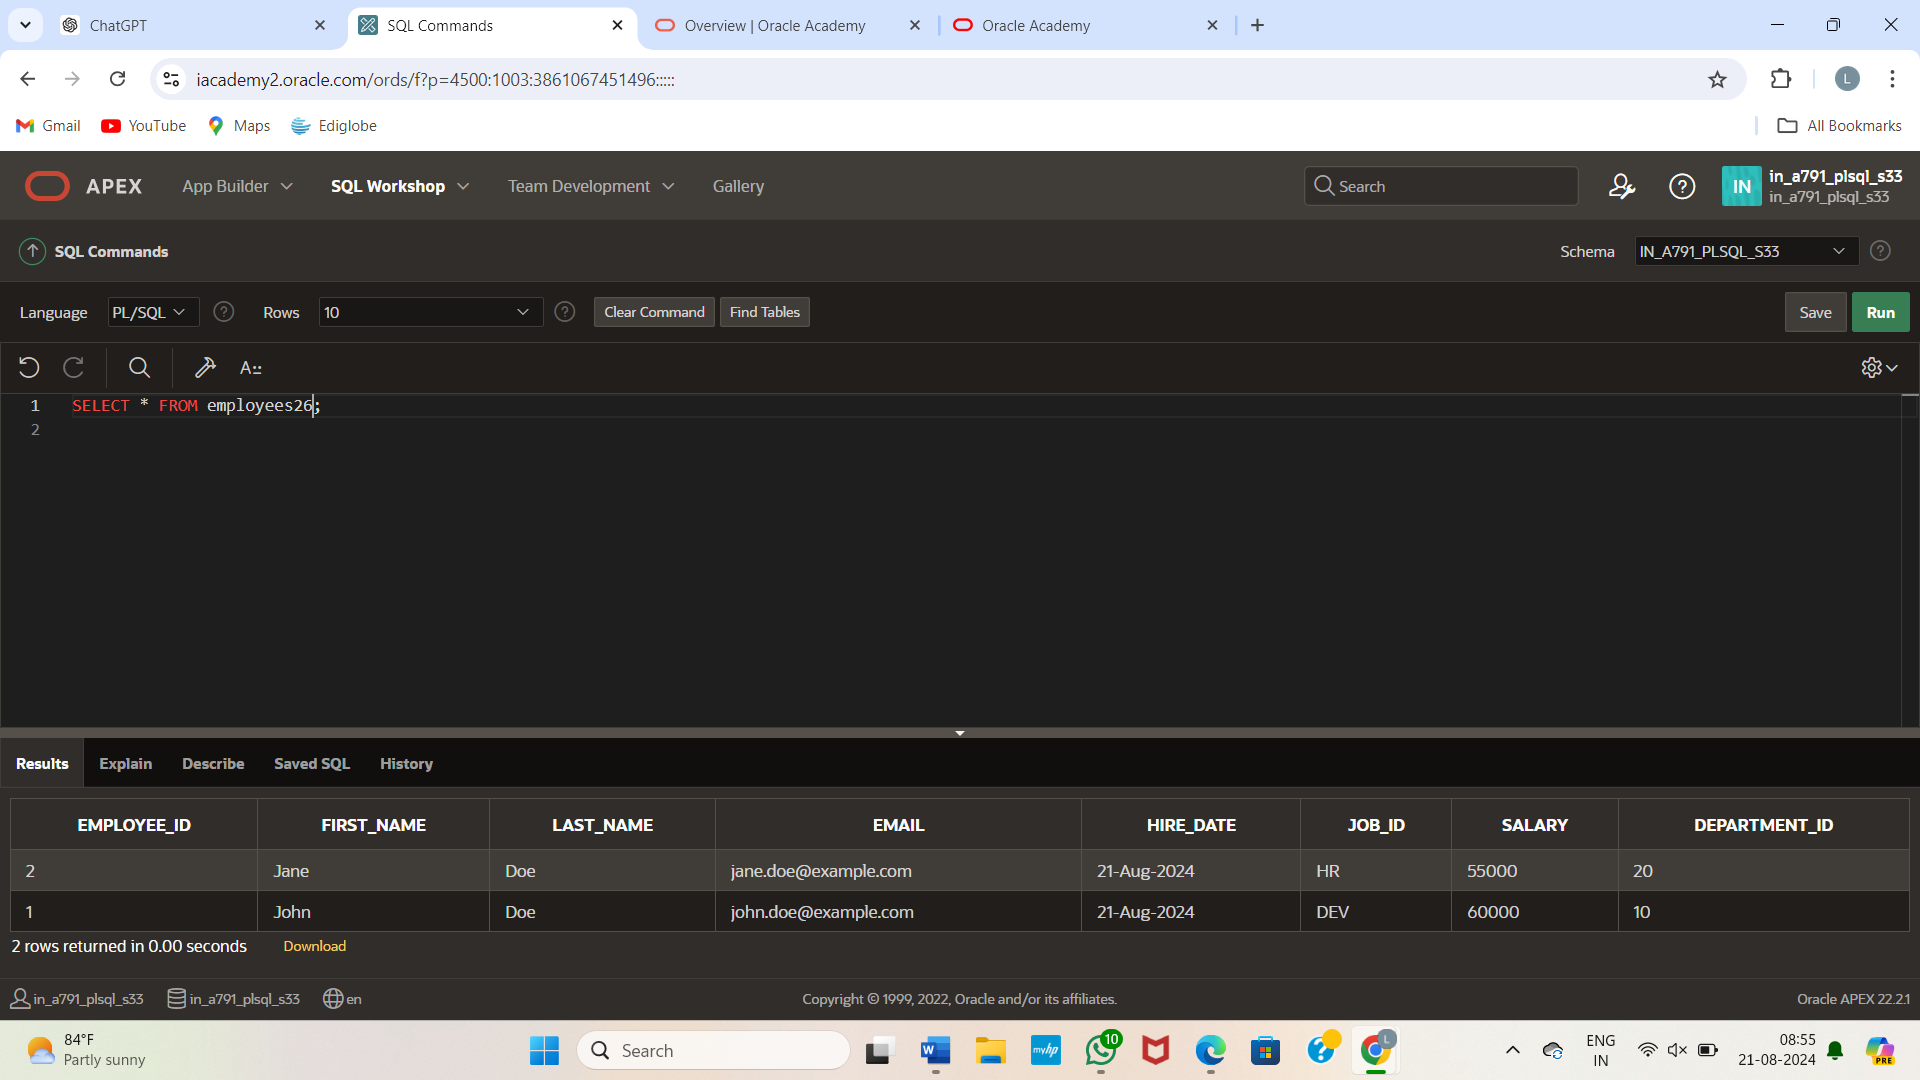 ChatGPT
SQL Commands
Overview | Oracle Academy
Oracle Academy
iacademy2.oracle.com/ords/f?p=4500:1003:3861067451496:::::
L
Gmail
YouTube
Maps
Ediglobe
All Bookmarks
APEX
App Builder
SQL Workshop
Team Development
Gallery
Search
IN
in_a791_plsql_s33
in_a791_plsql_s33
SQL Commands
Schema
IN_A791_PLSQL_S33
Language
PL/SQL
Rows
10
Clear Command
Find Tables
Save
Run
A::
1 SELECT * FROM employees26;
2
Results
Explain
Describe
Saved SQL
History
EMPLOYEE_ID FIRST_NAME LAST_NAME EMAIL HIRE_DATE JOB_ID SALARY DEPARTMENT_ID
2 Jane Doe jane.doe@example.com 21-Aug-2024 HR 55000 20
1 John Doe john.doe@example.com 21-Aug-2024 DEV 60000 10
2 rows returned in 0.00 seconds
Download
in_a791_plsql_s33
in_a791_plsql_s33
en
Copyright © 1999, 2022, Oracle and/or its affiliates.
Oracle APEX 22.2.1
84°F
Partly sunny
Search
W
myhp
10
L
ENG
IN
08:55
21-08-2024
PRE